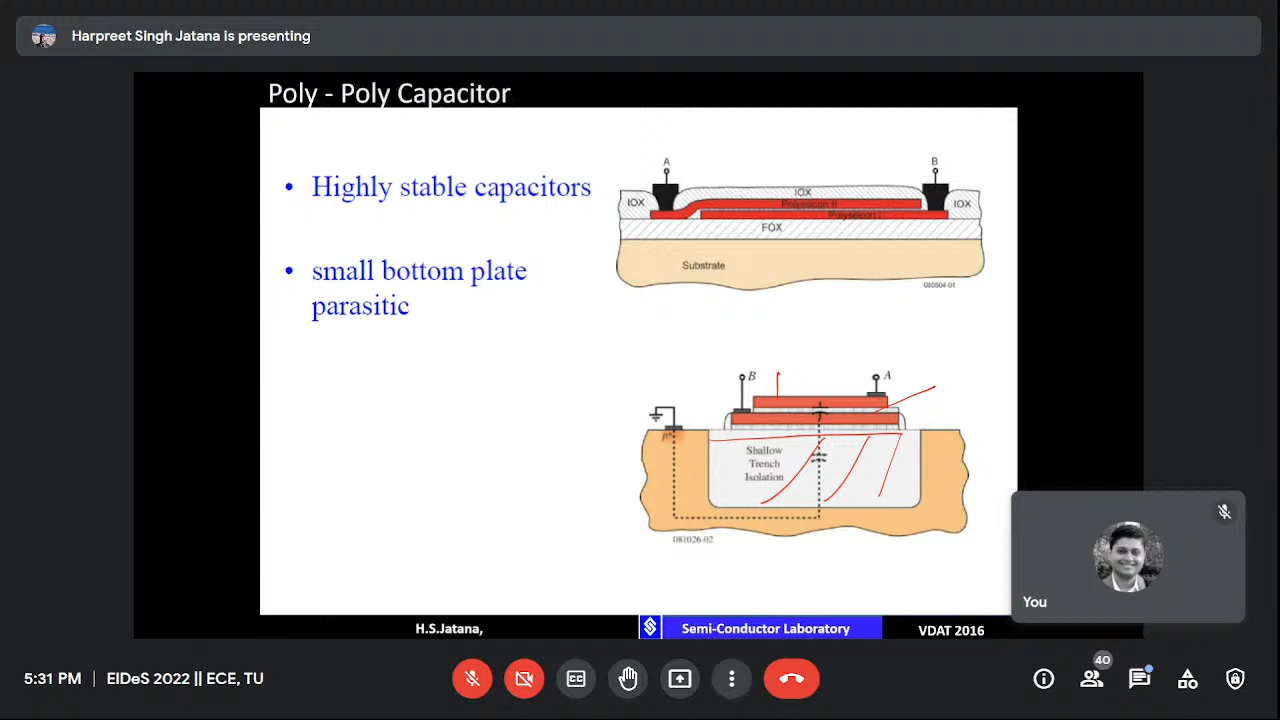 Harpreet Singh Jatana is presenting
Poly - Poly Capacitor
• Highly stable capacitors
• small bottom plate
parasitic
A
B
IOX
IOX
IOX
Polysilicon II
Polysilicon I
FOX
Substrate
080504-01
B
A
p+
Shallow
Trench
Isolation
081026-02
H.S.Jatana,
Semi-Conductor Laboratory
VDAT 2016
You
5:31 PM | EIDeS 2022 || ECE, TU
CC
40